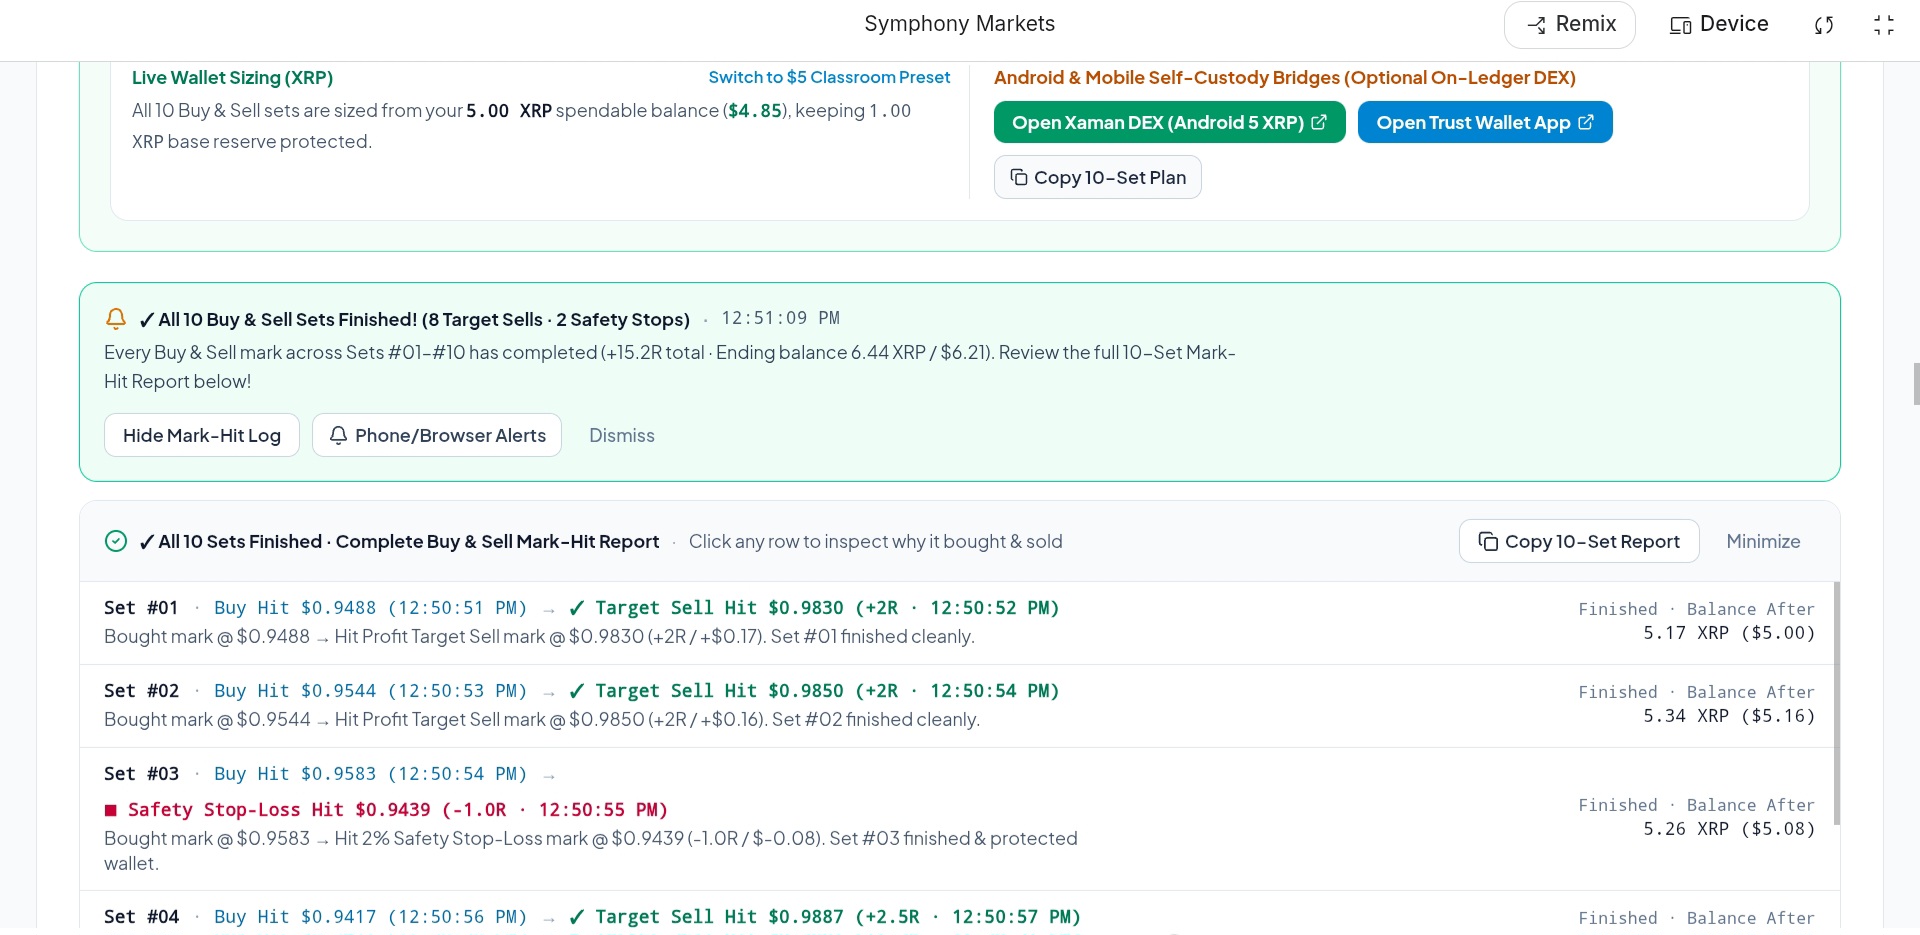 Symphony Markets
Remix
Device
Live Wallet Sizing (XRP)
Switch to $5 Classroom Preset
All 10 Buy & Sell sets are sized from your 5.00 XRP spendable balance ($4.85), keeping 1.00
XRP base reserve protected.
Android & Mobile Self-Custody Bridges (Optional On-Ledger DEX)
Open Xaman DEX (Android 5 XRP)
Open Trust Wallet App
Copy 10-Set Plan
✓ All 10 Buy & Sell Sets Finished! (8 Target Sells · 2 Safety Stops) · 12:51:09 PM
Every Buy & Sell mark across Sets #01–#10 has completed (+15.2R total · Ending balance 6.44 XRP / $6.21). Review the full 10-Set Mark-
Hit Report below!
Hide Mark-Hit Log
Phone/Browser Alerts
Dismiss
✓ All 10 Sets Finished · Complete Buy & Sell Mark-Hit Report · Click any row to inspect why it bought & sold
Copy 10-Set Report
Minimize
Set #01 · Buy Hit $0.9488 (12:50:51 PM) → ✓ Target Sell Hit $0.9830 (+2R · 12:50:52 PM)
Bought mark @ $0.9488 → Hit Profit Target Sell mark @ $0.9830 (+2R / +$0.17). Set #01 finished cleanly.
Finished · Balance After
5.17 XRP ($5.00)
Set #02 · Buy Hit $0.9544 (12:50:53 PM) → ✓ Target Sell Hit $0.9850 (+2R · 12:50:54 PM)
Bought mark @ $0.9544 → Hit Profit Target Sell mark @ $0.9850 (+2R / +$0.16). Set #02 finished cleanly.
Finished · Balance After
5.34 XRP ($5.16)
Set #03 · Buy Hit $0.9583 (12:50:54 PM) →
■ Safety Stop-Loss Hit $0.9439 (-1.0R · 12:50:55 PM)
Bought mark @ $0.9583 → Hit 2% Safety Stop-Loss mark @ $0.9439 (-1.0R / $-0.08). Set #03 finished & protected
wallet.
Finished · Balance After
5.26 XRP ($5.08)
Set #04 · Buy Hit $0.9417 (12:50:56 PM) → ✓ Target Sell Hit $0.9887 (+2.5R · 12:50:57 PM)
Finished · Balance After